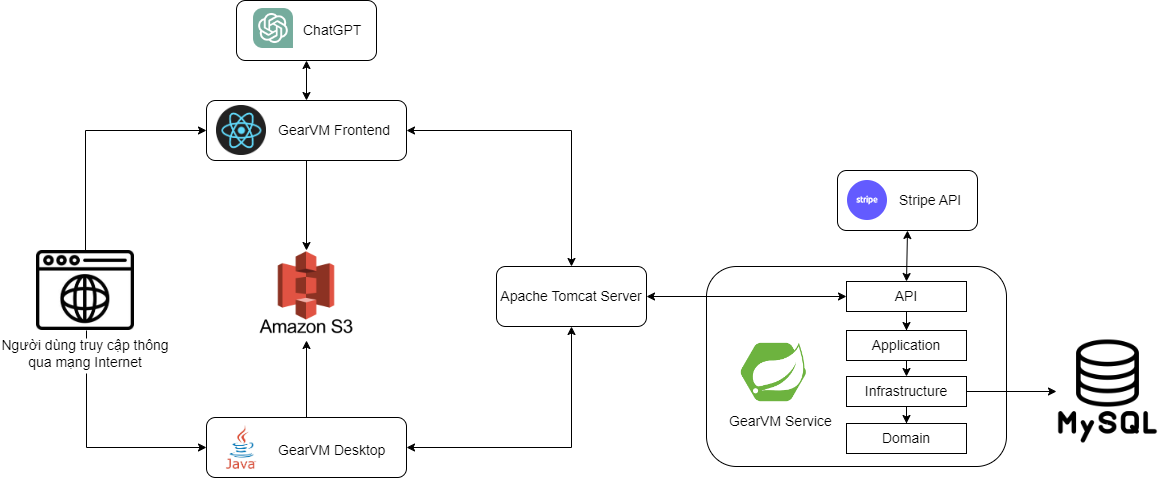 ChatGPT
GearVM Frontend
stripe
Stripe API
Amazon S3
Apache Tomcat Server
API
Application
Infrastructure
Domain
GearVM Service
MySQL
Người dùng truy cập thông
qua mạng Internet
Java
GearVM Desktop